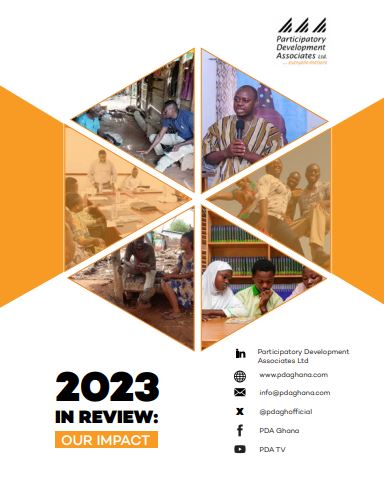 Participatory
Development
Associates Ltd.
2023
IN REVIEW:
OUR IMPACT
Participatory Development
Associates Ltd
www.pdaghana.com
info@pdaghana.com
@pdaghofficial
PDA Ghana
PDA TV